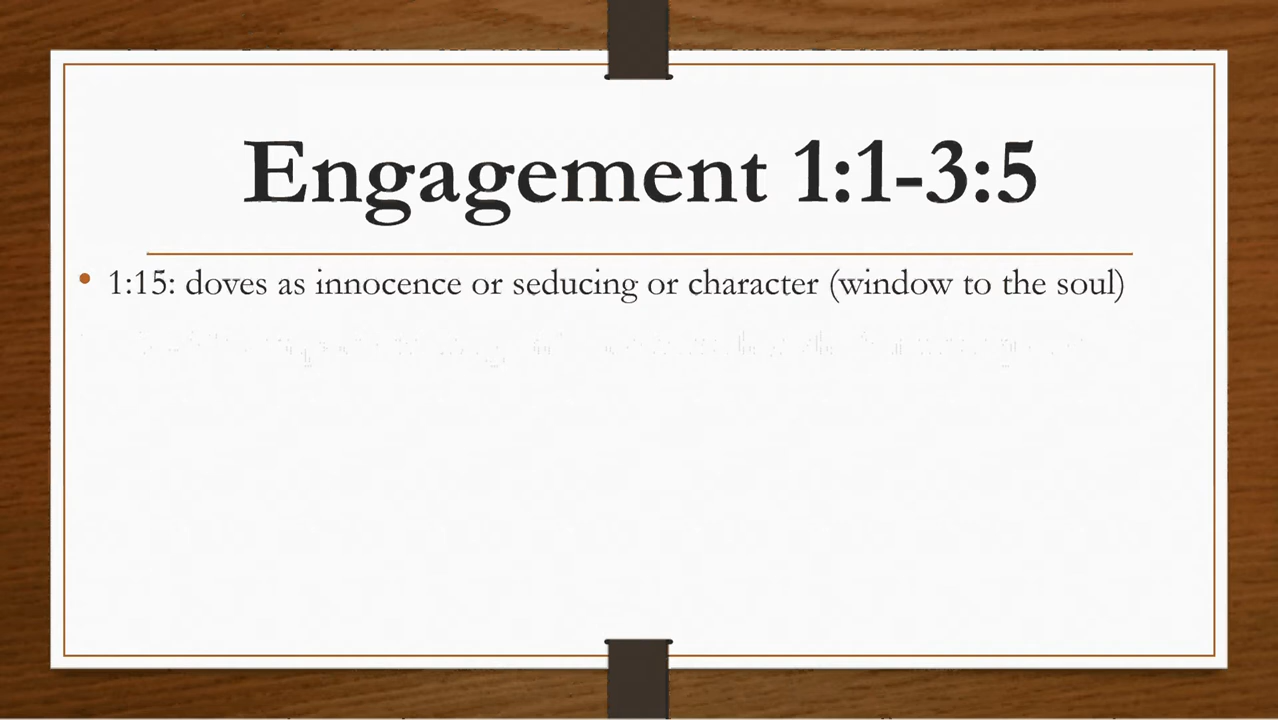 Engagement 1:1-3:5
• 1:15: doves as innocence or seducing or character (window to the soul)